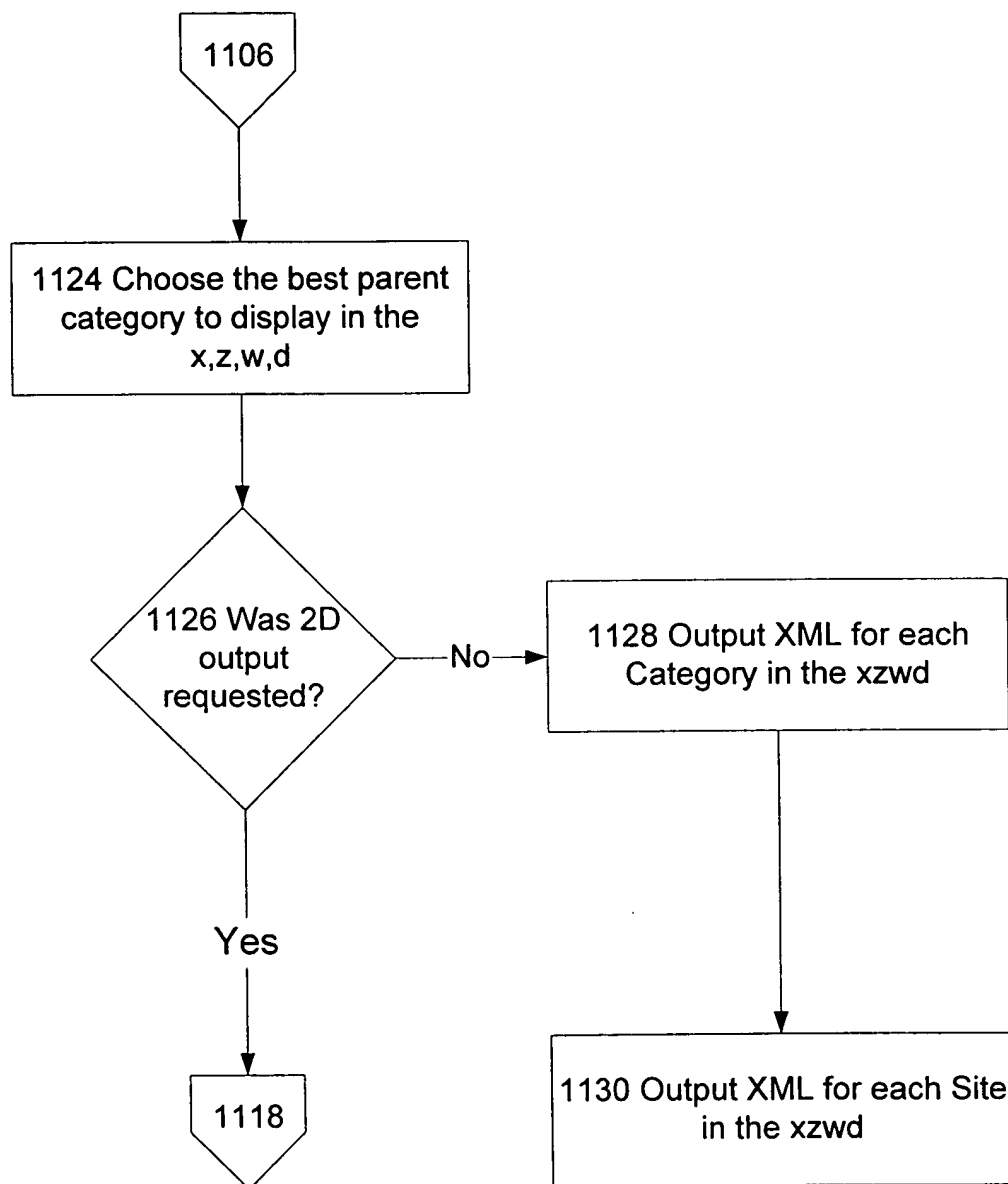 1106
1124 Choose the best parent
category to display in the
x,z,w,d
1126 Was 2D
output
requested?
No
1128 Output XML for each
Category in the xzwd
Yes
1118
1130 Output XML for each Site
in the xzwd